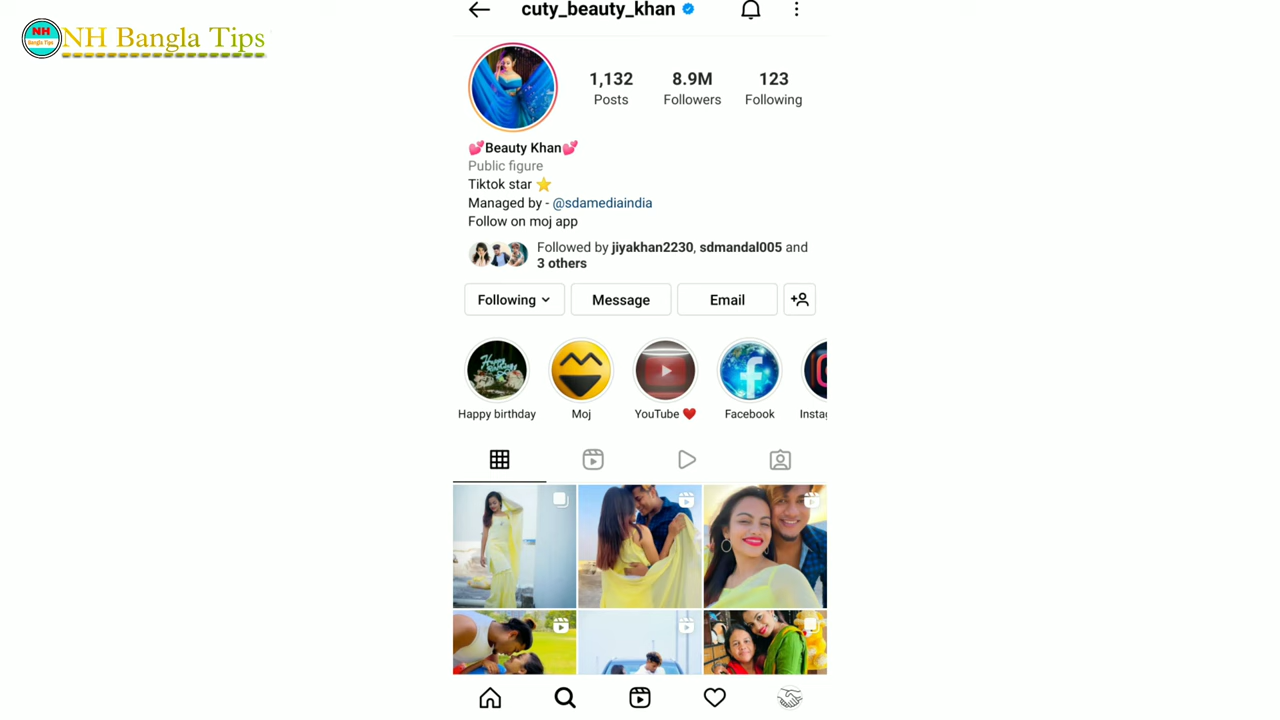 NH
Bangla Tips
NH Bangla Tips
cuty_beauty_khan
1,132
Posts
8.9M
Followers
123
Following
💕Beauty Khan💕
Public figure
Tiktok star ⭐
Managed by - @sdamediaindia
Follow on moj app
Followed by jiyakhan2230, sdmandal005 and
3 others
Following
Message
Email
Happy birthday
Moj
YouTube ❤️
Facebook